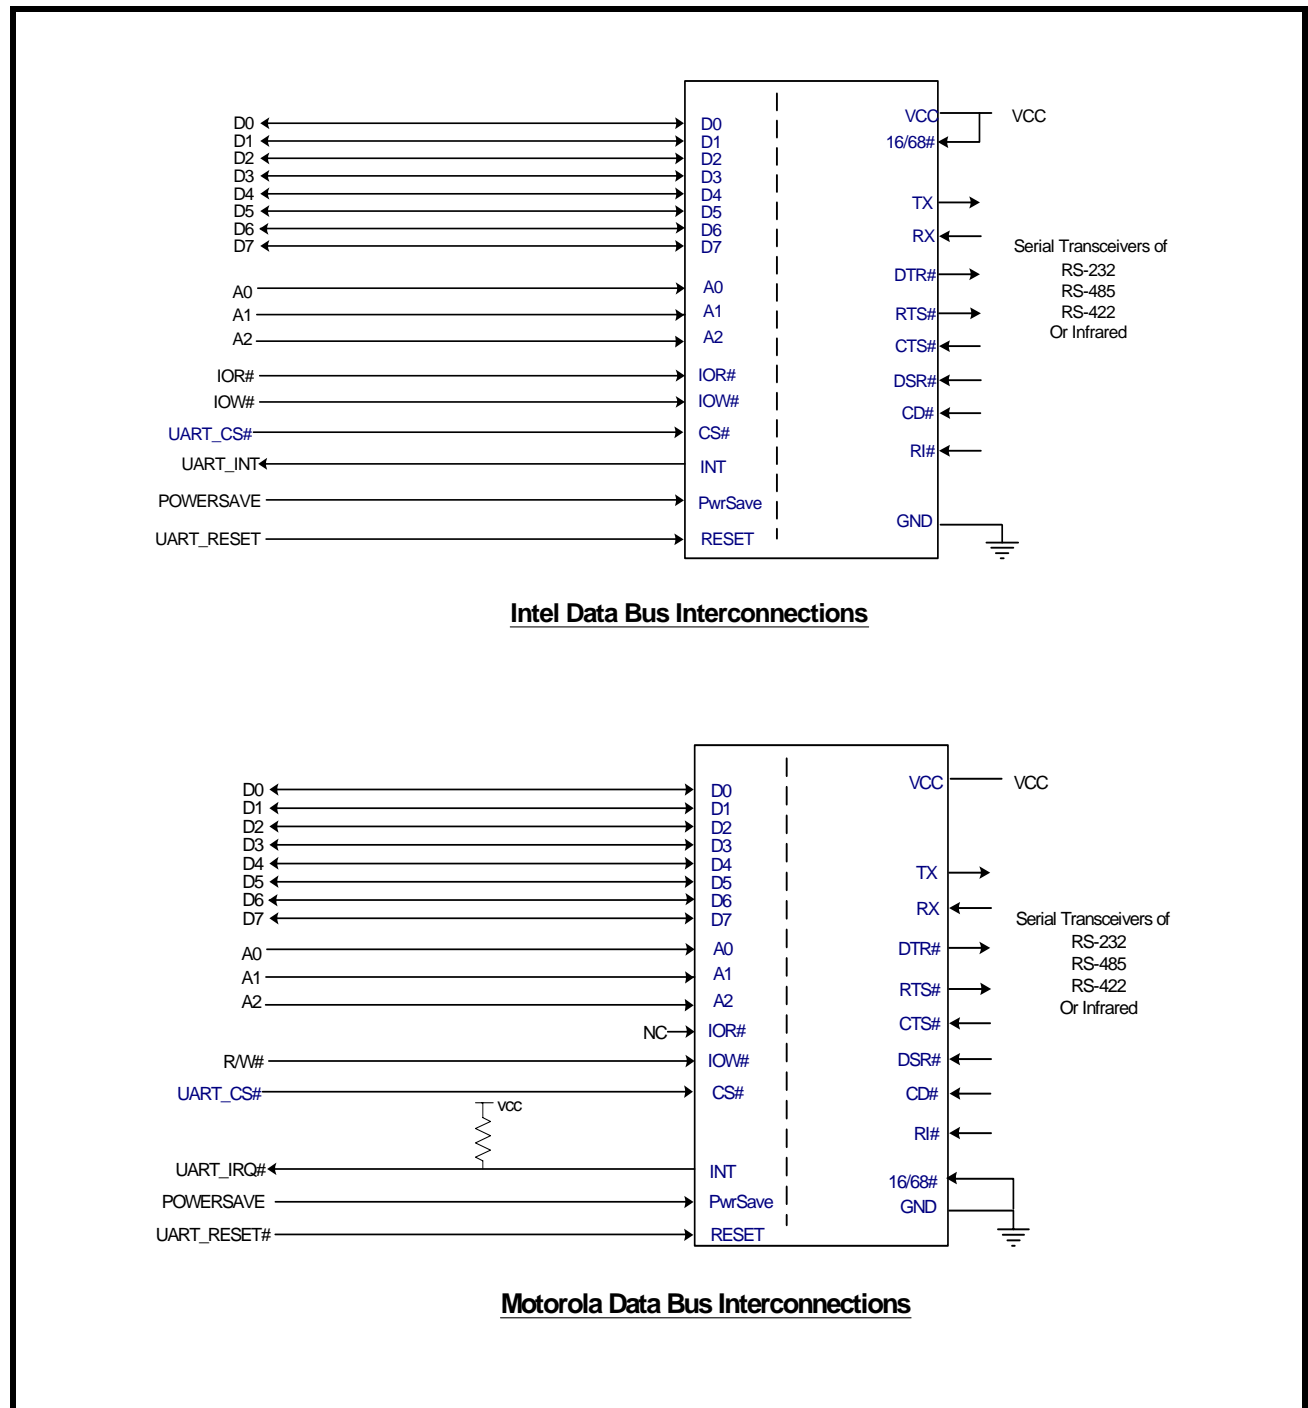 D0 D0 VCC VCC
D1 D1 16/68#
D2 D2
D3 D3
D4 D4
D5 D5 TX
D6 D6
D7 D7 RX
Serial Transceivers of
RS-232
RS-485
RS-422
Or Infrared
A0 A0 DTR#
A1 A1 RTS#
A2 A2 CTS#
IOR# IOR# DSR#
IOW# IOW# CD#
UART_CS# CS#
UART_INT INT RI#
POWERSAVE PwrSave
GND
UART_RESET RESET
Intel Data Bus Interconnections
D0 D0 VCC VCC
D1 D1
D2 D2
D3 D3
D4 D4 TX
D5 D5
D6 D6 RX
D7 D7
Serial Transceivers of
RS-232
RS-485
RS-422
Or Infrared
A0 A0 DTR#
A1 A1
A2 A2 RTS#
NC IOR# CTS#
R/W# IOW# DSR#
UART_CS# CS# CD#
VCC
RI#
UART_IRQ# INT 16/68#
POWERSAVE PwrSave GND
UART_RESET# RESET
Motorola Data Bus Interconnections